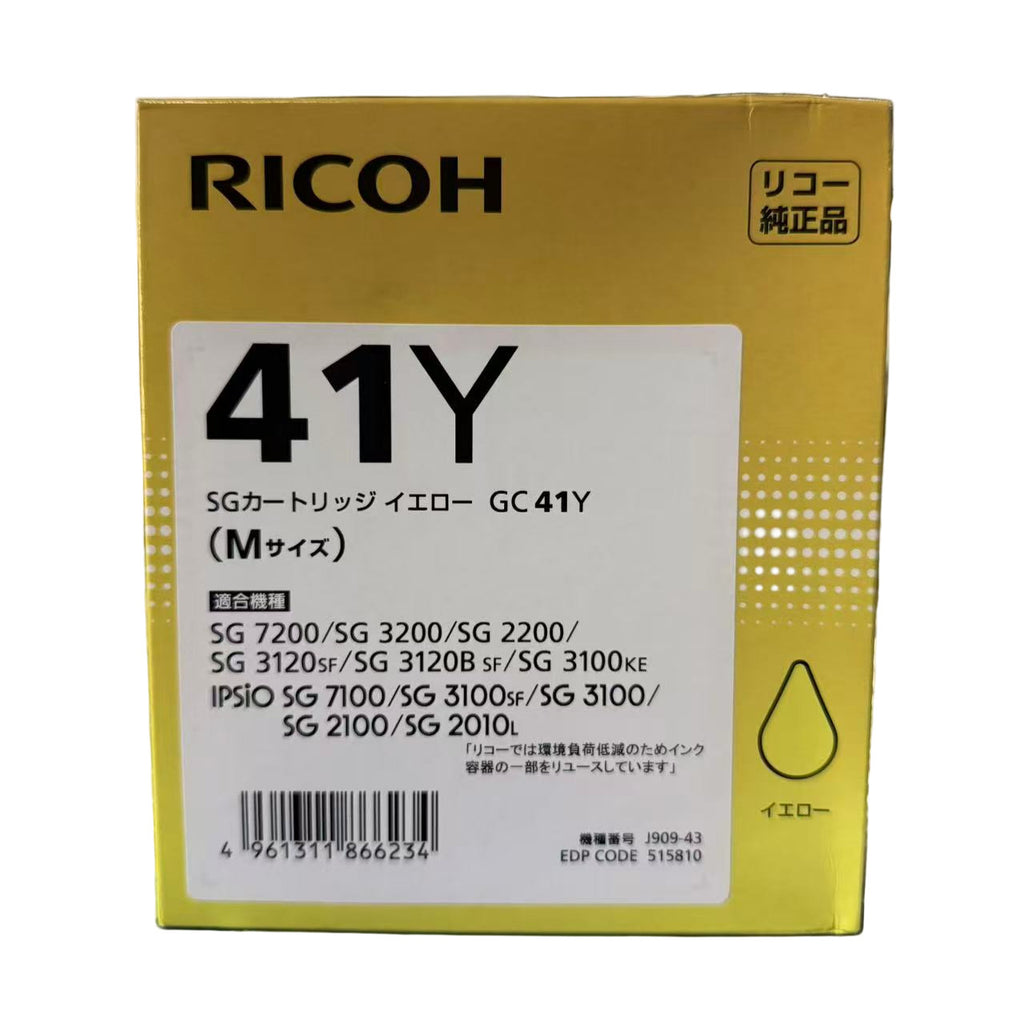 RICOH
リコー
純正品
41Y
SGカートリッジ イエロー GC 41Y
(Mサイズ)
適合機種
SG 7200/SG 3200/SG 2200/
SG 3120SF/SG 3120B SF/SG 3100KE
IPSiO SG 7100/SG 3100SF/SG 3100/
SG 2100/SG 2010L
「リコーでは環境負荷低減のためインク
容器の一部をリユースしています」
イエロー
機種番号 J909-43
EDP CODE 515810
4 961311 866234